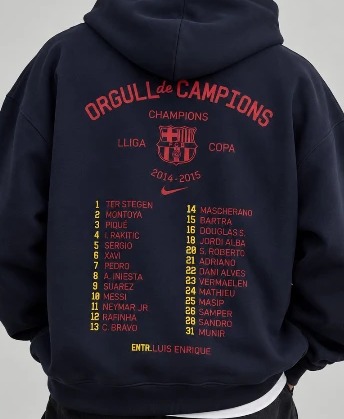 ORGULL de CAMPIONS
CHAMPIONS
LLIGA COPA
FCB
2014-2015
1 TER STEGEN
2 MONTOYA
3 PIQUÉ
4 I. RAKITIC
5 SERGIO
6 XAVI
7 PEDRO
8 A. INIESTA
9 SUÁREZ
10 MESSI
11 NEYMAR JR
12 RAFINHA
13 C. BRAVO
14 MASCHERANO
15 BARTRA
16 DOUGLAS S.
18 JORDI ALBA
20 S. ROBERTO
21 ADRIANO
22 DANI ALVES
23 VERMAELEN
24 MATHIEU
25 MASIP
26 SAMPER
28 SANDRO
31 MUNIR
ENTR. LUIS ENRIQUE